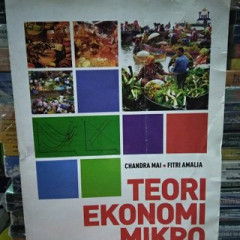 CHANDRA MAI • FITRI AMALIA
TEORI
EKONOMI
MIKRO